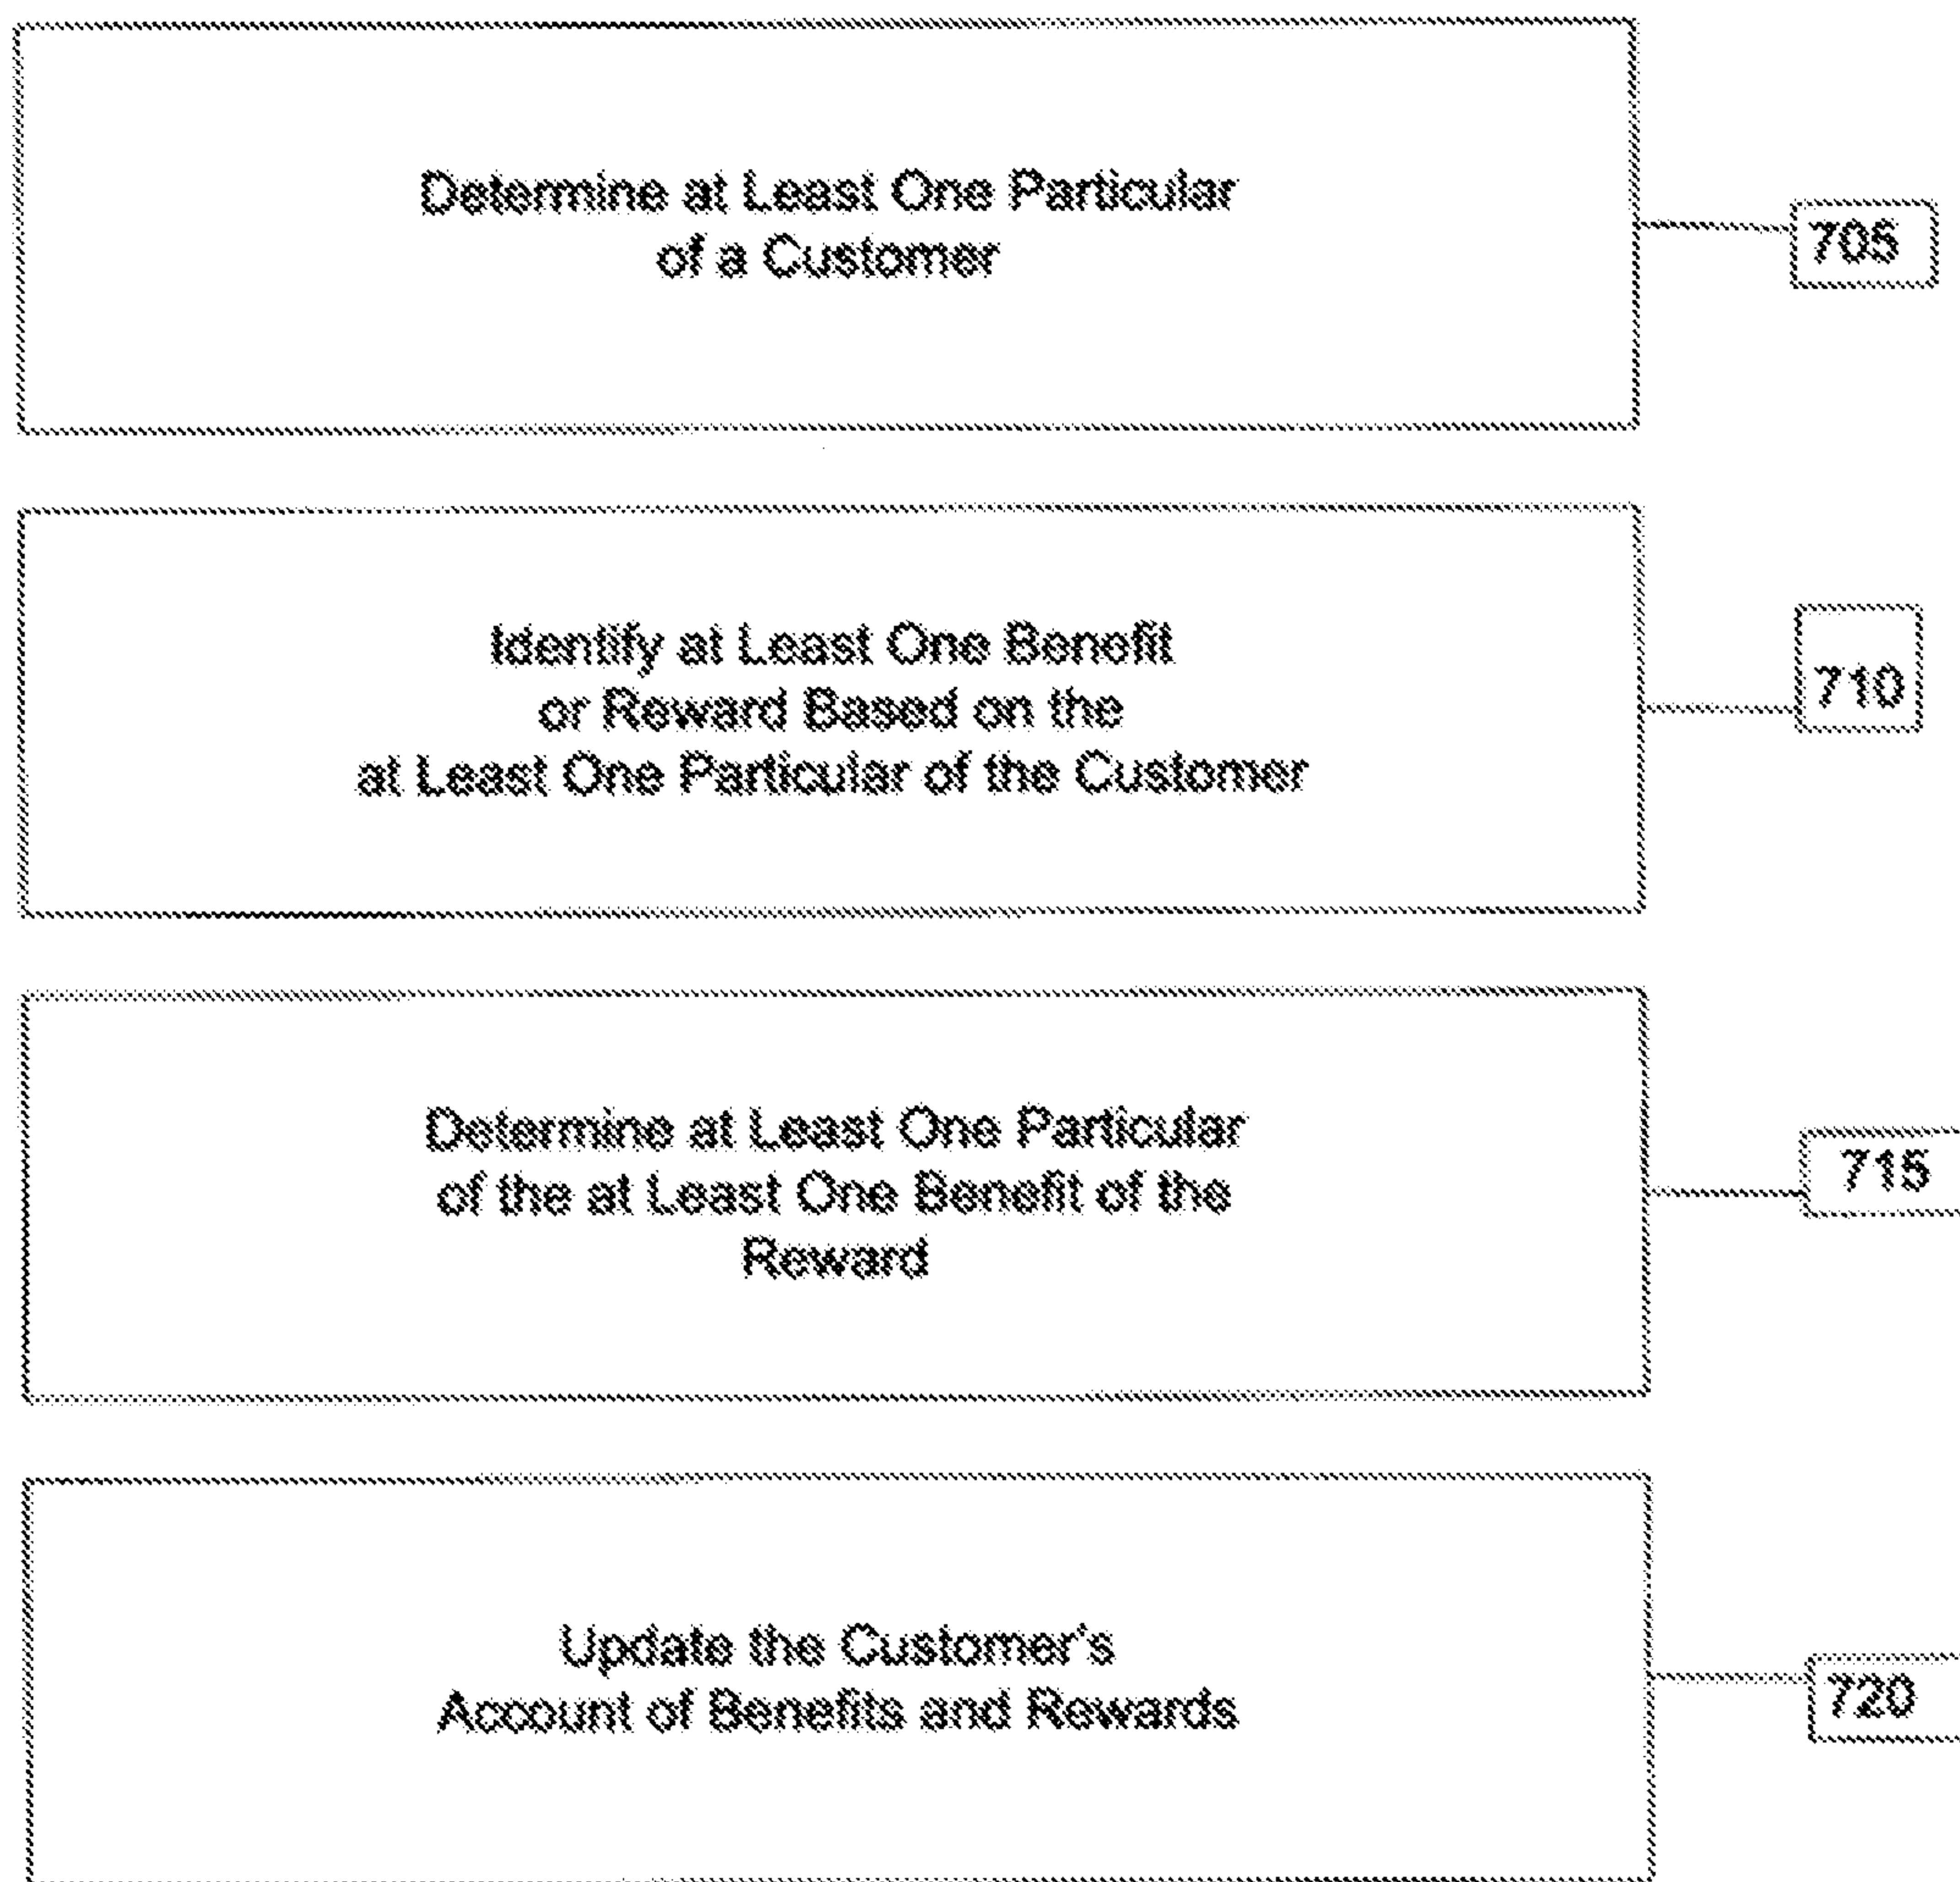 Determine at Least One Particular
of a Customer
705
Identify at Least One Benefit
or Reward Based on the
at Least One Particular of the Customer
710
Determine at Least One Particular
of the at Least One Benefit of the
Reward
715
Update the Customer's
Account of Benefits and Rewards
720